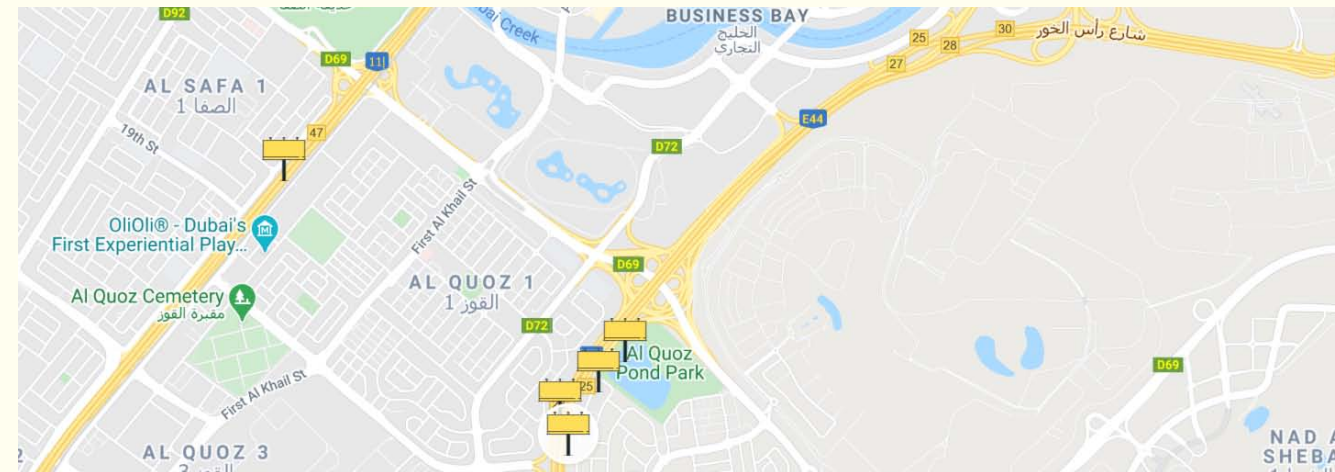 D92
BUSINESS BAY
الخليج
التجاري
25
28
30
شارع رأس الخور
27
D69
11
AL SAFA 1
الصفا 1
E44
47
19th St
D72
OliOli® - Dubai's
First Experiential Play...
First Al Khail St
D69
AL QUOZ 1
القوز 1
Al Quoz Cemetery
مقبرة القوز
D72
Al Quoz
Pond Park
25
D69
First Al Khail St
AL QUOZ 3
NAD A
SHEBA